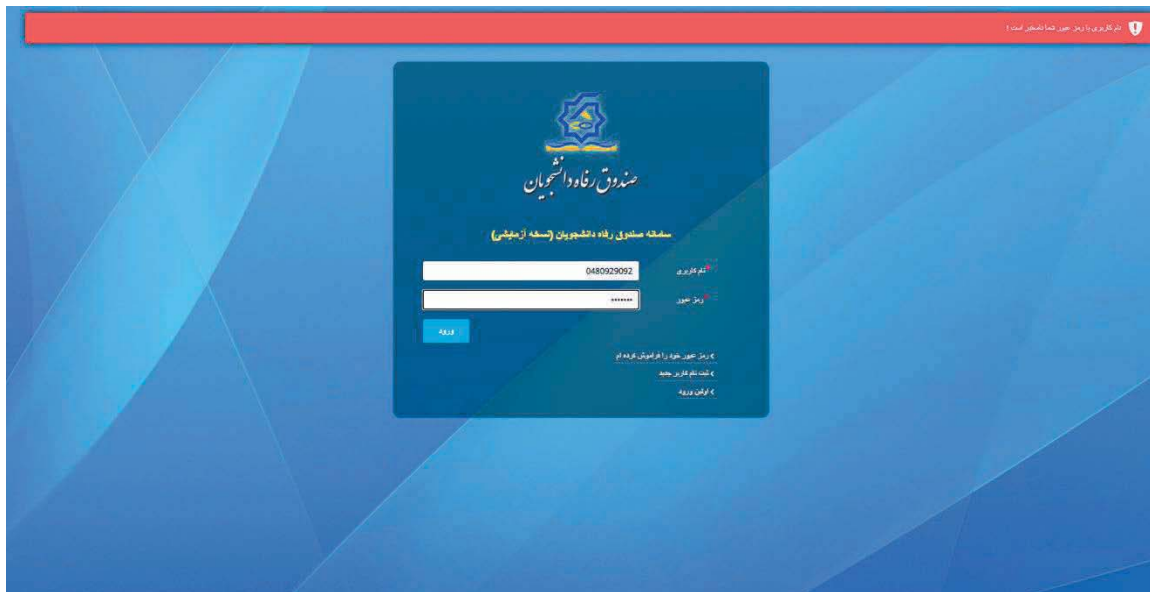 نام کاربری یا رمز عبور شما نامعتبر است !
صندوق رفاه دانشجویان
سامانه صندوق رفاه دانشجویان (نسخه آزمایشی)
*نام کاربری 0480929092
*رمز عبور •••••••
ورود
رمز عبور خود را فراموش کرده ام
ثبت نام کاربر جدید
اولین ورود